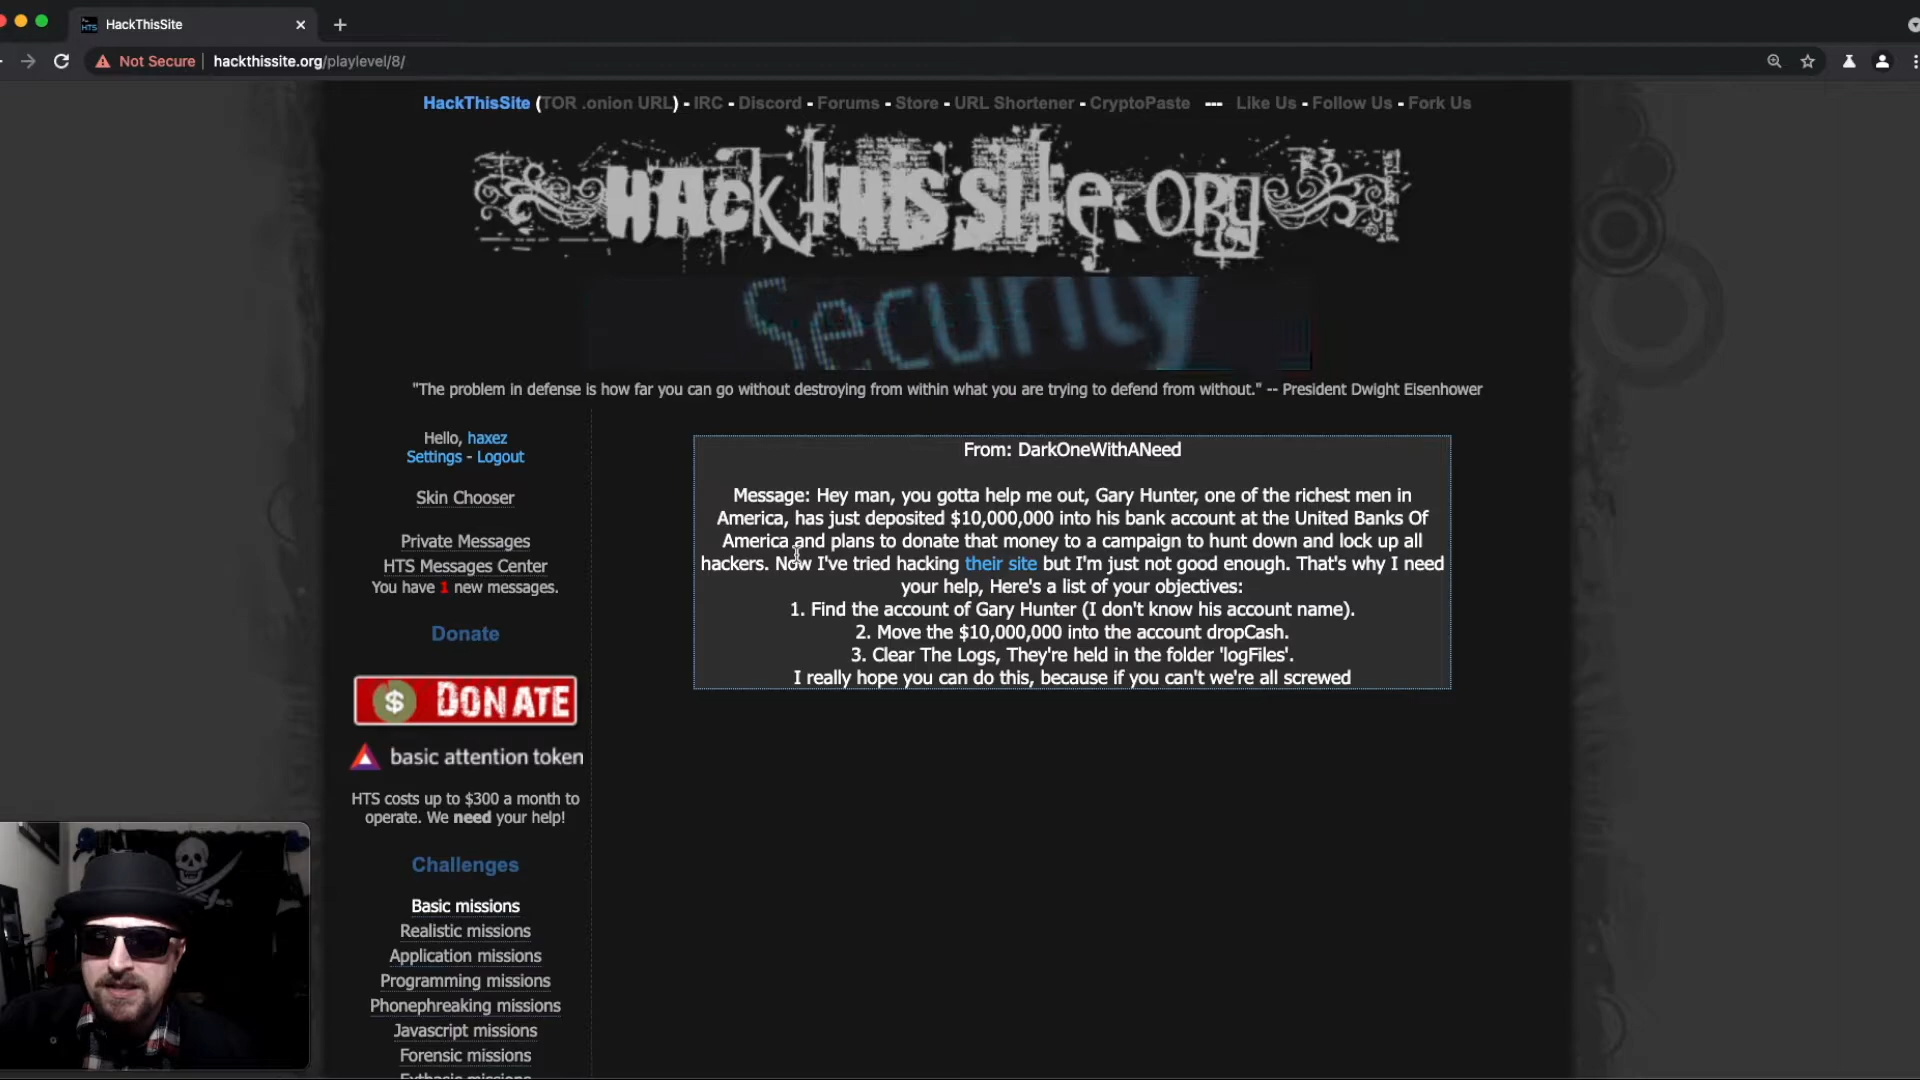 HackThisSite
Not Secure | hackthissite.org/playlevel/8/
HackThisSite (TOR .onion URL) - IRC - Discord - Forums - Store - URL Shortener - CryptoPaste --- Like Us - Follow Us - Fork Us
HAck tHIS Site.ORg
Security
"The problem in defense is how far you can go without destroying from within what you are trying to defend from without." -- President Dwight Eisenhower
Hello, haxez
Settings - Logout
Skin Chooser
Private Messages
HTS Messages Center
You have 1 new messages.
Donate
$ DONATE
basic attention token
HTS costs up to $300 a month to
operate. We need your help!
Challenges
Basic missions
Realistic missions
Application missions
Programming missions
Phonephreaking missions
Javascript missions
Forensic missions
Extbasic missions
From: DarkOneWithANeed
Message: Hey man, you gotta help me out, Gary Hunter, one of the richest men in
America, has just deposited $10,000,000 into his bank account at the United Banks Of
America and plans to donate that money to a campaign to hunt down and lock up all
hackers. Now I've tried hacking their site but I'm just not good enough. That's why I need
your help, Here's a list of your objectives:
1. Find the account of Gary Hunter (I don't know his account name).
2. Move the $10,000,000 into the account dropCash.
3. Clear The Logs, They're held in the folder 'logFiles'.
I really hope you can do this, because if you can't we're all screwed